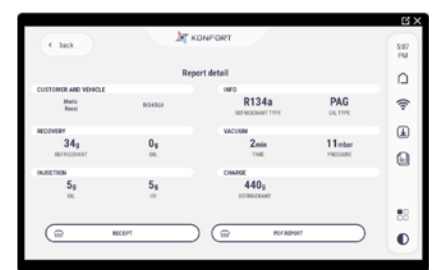 back
KONFORT
5:07
PM
Report detail
CUSTOMER AND VEHICLE
INFO
Mario
Rossi
R134a
REFRIGERANT TYPE
PAG
OIL TYPE
RECOVERY
VACUUM
34g
REFRIGERANT
0g
OIL
2min
TIME
11mbar
PRESSURE
INJECTION
CHARGE
5g
OIL
5g
UV
440g
REFRIGERANT
RECEIPT
PDF REPORT